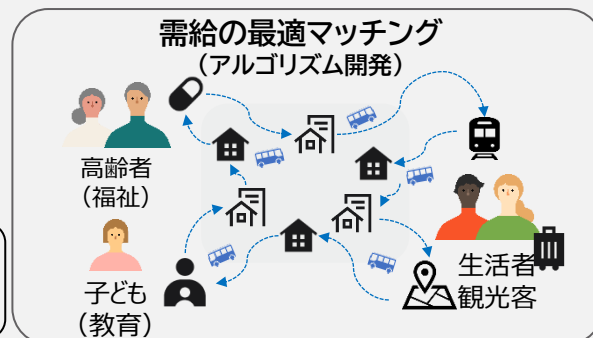 需給の最適マッチング
（アルゴリズム開発）
高齢者
（福祉）
子ども
（教育）
生活者
観光客